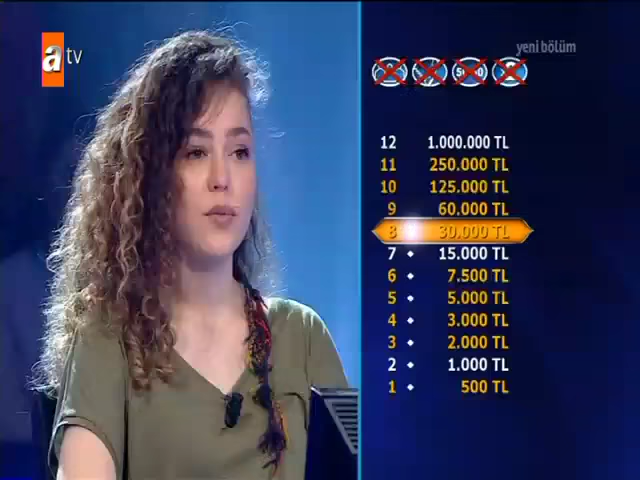 a tv
yeni bölüm
12 1.000.000 TL
11 250.000 TL
10 125.000 TL
9 60.000 TL
8 30.000 TL
7 15.000 TL
6 7.500 TL
5 5.000 TL
4 3.000 TL
3 2.000 TL
2 1.000 TL
1 500 TL